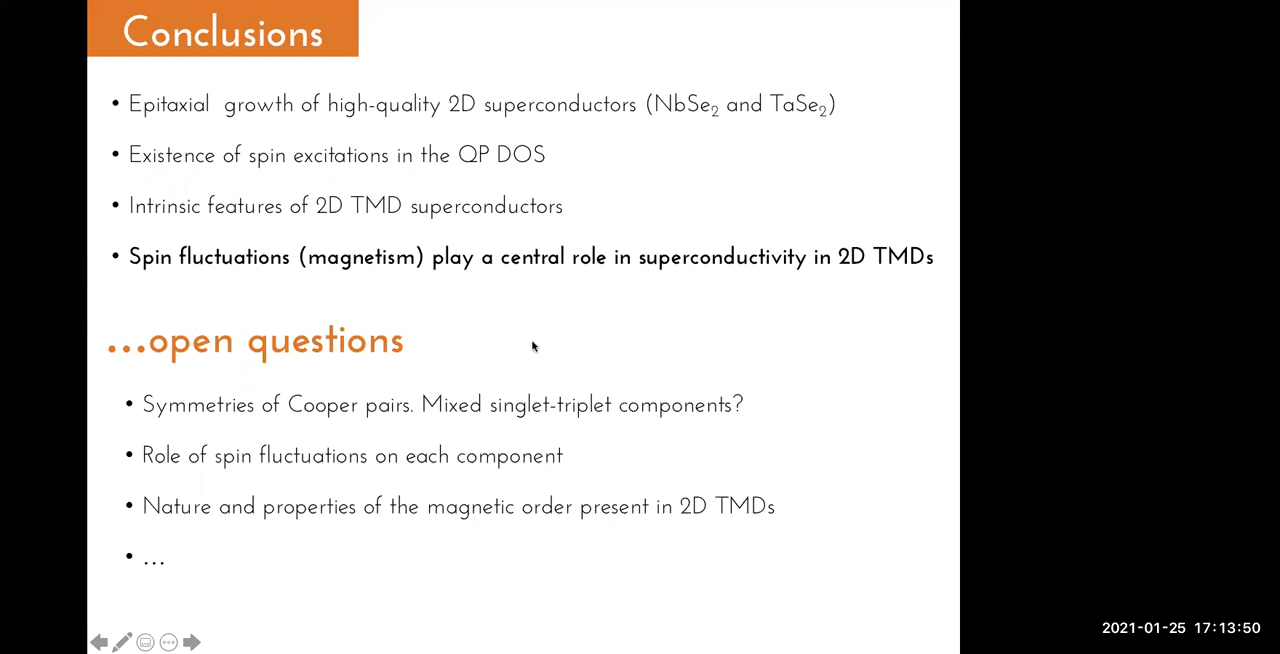 Conclusions
• Epitaxial growth of high-quality 2D superconductors (NbSe₂ and TaSe₂)
• Existence of spin excitations in the QP DOS
• Intrinsic features of 2D TMD superconductors
• Spin fluctuations (magnetism) play a central role in superconductivity in 2D TMDs
...open questions
• Symmetries of Cooper pairs. Mixed singlet-triplet components?
• Role of spin fluctuations on each component
• Nature and properties of the magnetic order present in 2D TMDs
• ...
2021-01-25 17:13:50